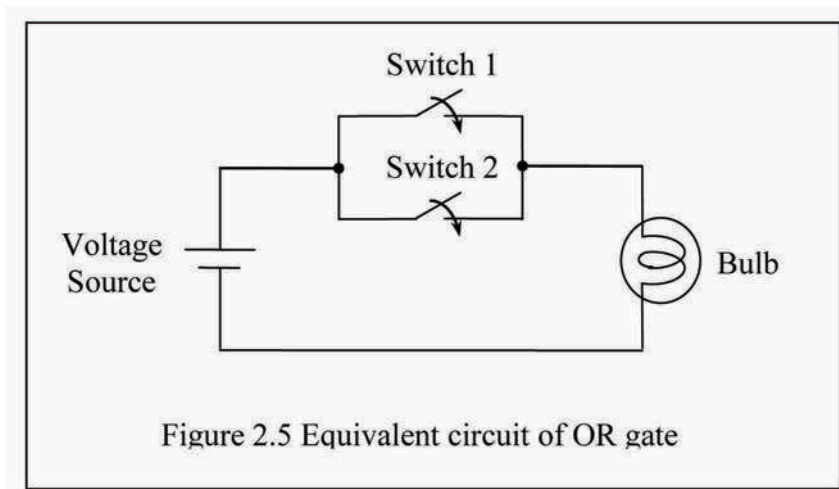 Switch 1
Switch 2
Voltage
Source
Bulb
Figure 2.5 Equivalent circuit of OR gate